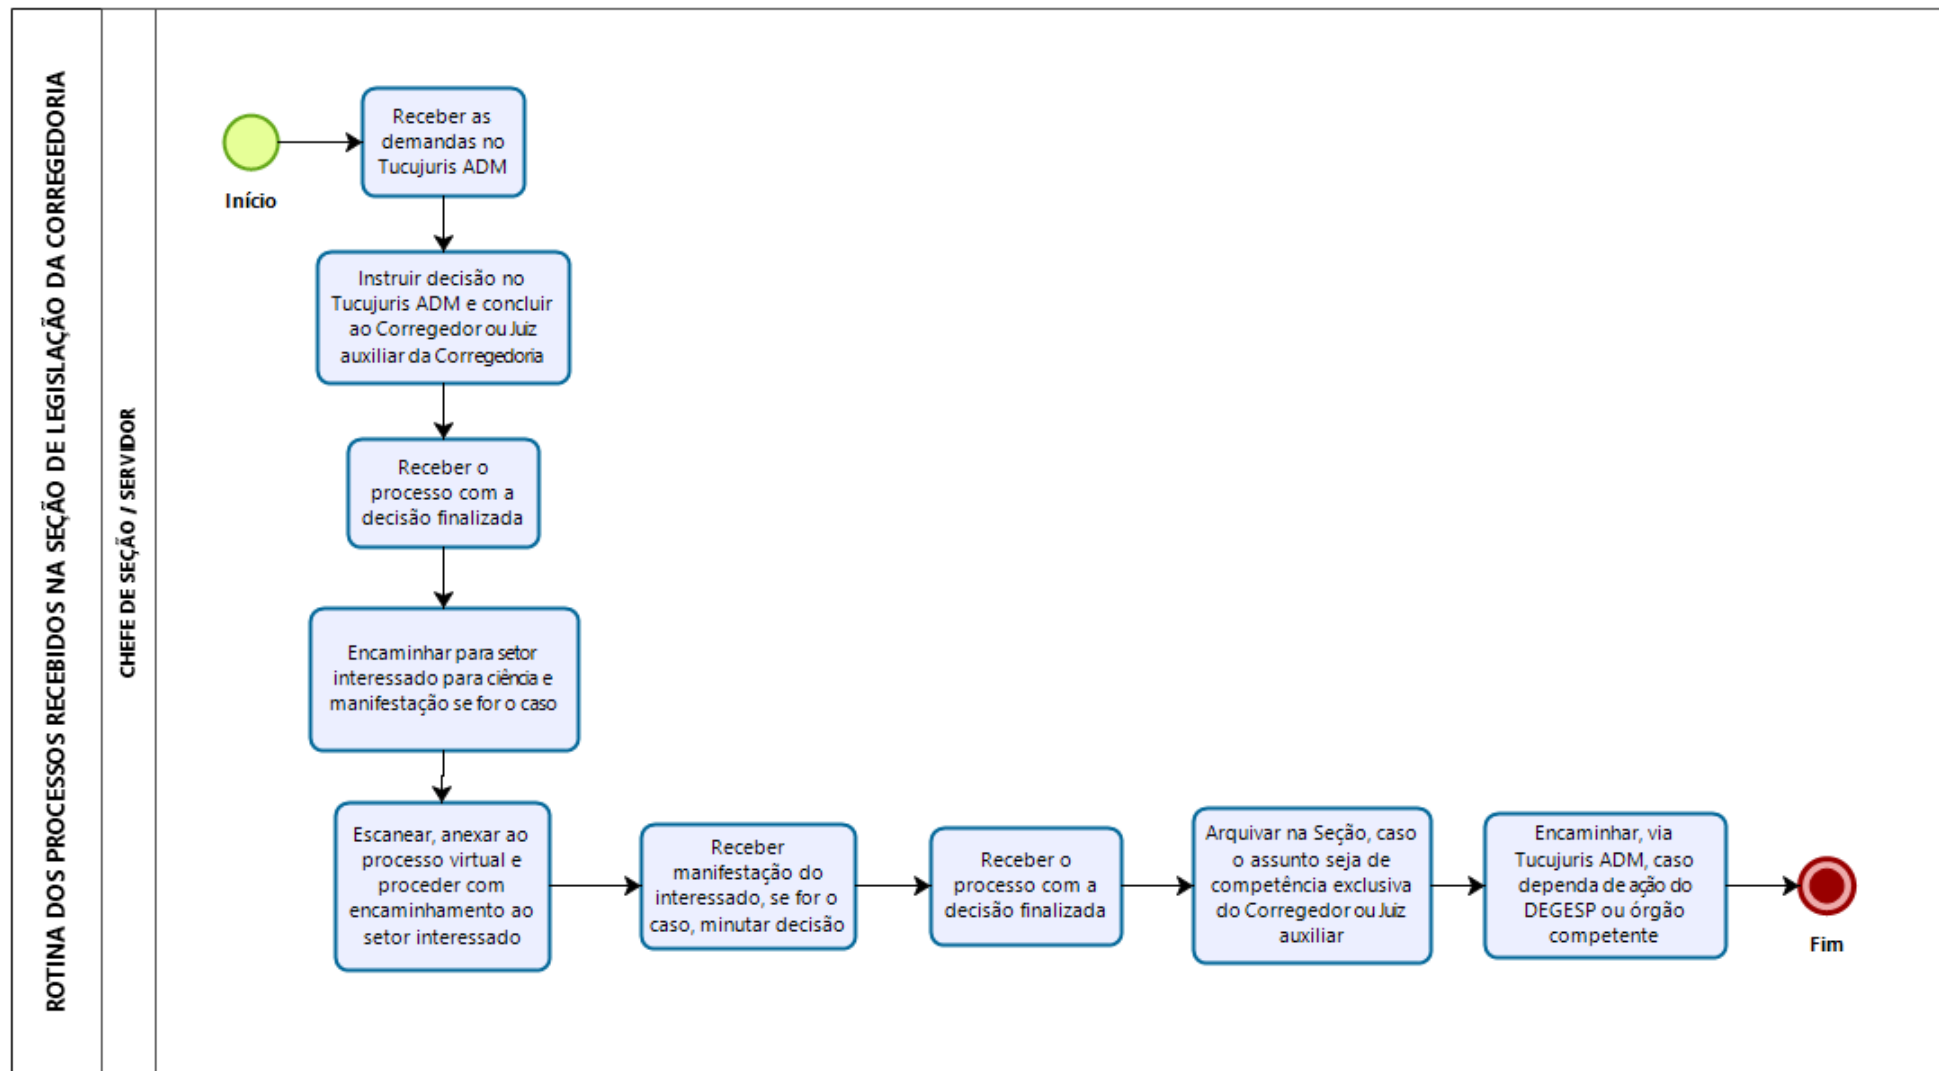 ROTINA DOS PROCESSOS RECEBIDOS NA SEÇÃO DE LEGISLAÇÃO DA CORREGEDORIA
CHEFE DE SEÇÃO / SERVIDOR
Início
Receber as
demandas no
Tucujuris ADM
Instruir decisão no
Tucujuris ADM e concluir
ao Corregedor ou Juiz
auxiliar da Corregedoria
Receber o
processo com a
decisão finalizada
Encaminhar para setor
interessado para ciência e
manifestação se for o caso
Escanear, anexar ao
processo virtual e
proceder com
encaminhamento ao
setor interessado
Receber
manifestação do
interessado, se for o
caso, minutar decisão
Receber o
processo com a
decisão finalizada
Arquivar na Seção, caso
o assunto seja de
competência exclusiva
do Corregedor ou Juiz
auxiliar
Encaminhar, via
Tucujuris ADM, caso
dependa de ação do
DEGESP ou órgão
competente
Fim